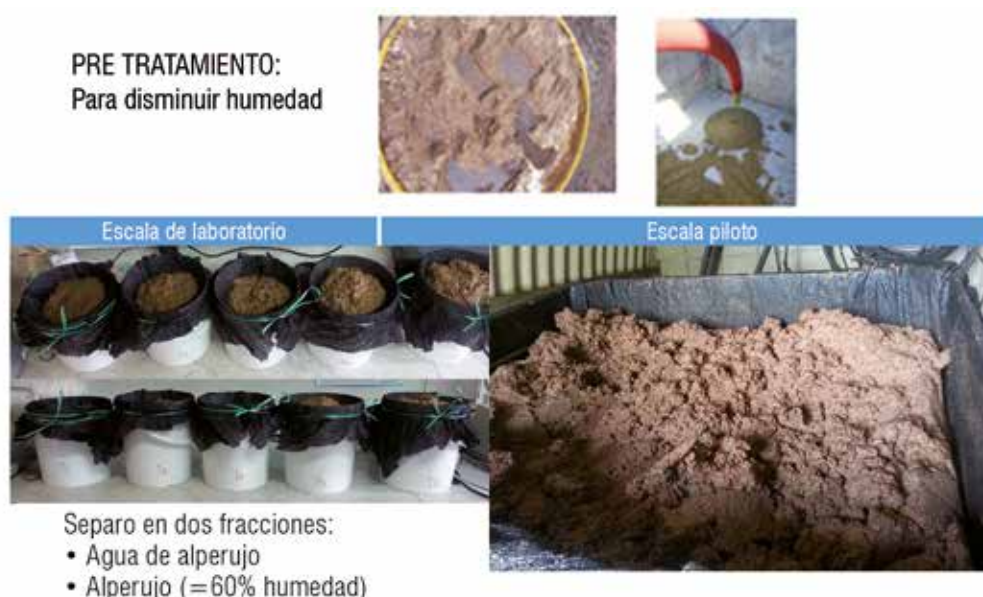 PRE TRATAMIENTO:
Para disminuir humedad
Escala de laboratorio
Escala piloto
Separo en dos fracciones:
• Agua de alperujo
• Alperujo (=60% humedad)